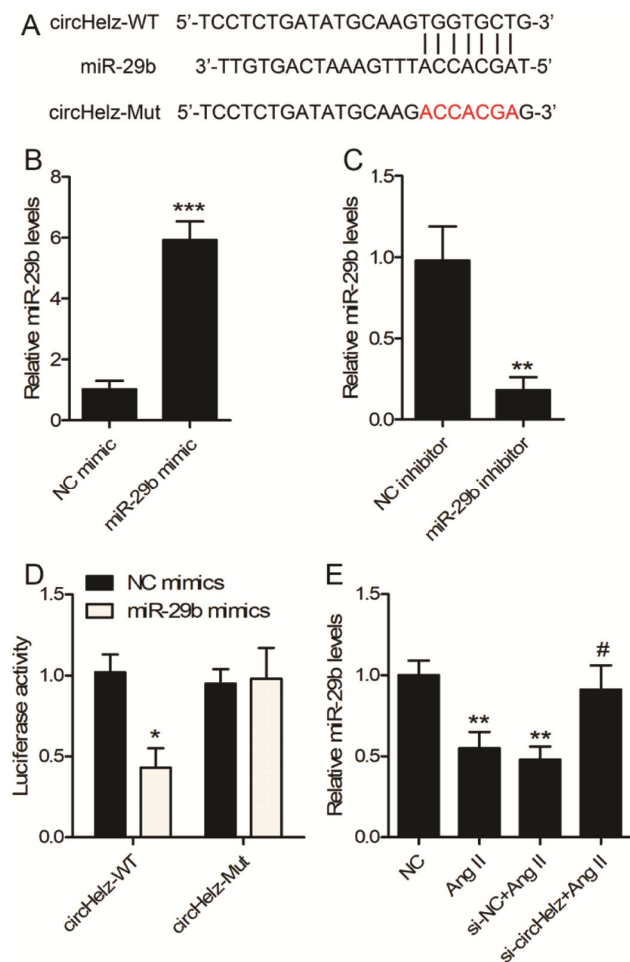 A
circHelz-WT 5'-TCCTCTGATATGCAAGTGGTGCTG-3'
miR-29b 3'-TTGTGACTAAAGTTTACCACGAT-5'
circHelz-Mut 5'-TCCTCTGATATGCAAGACCACGAG-3'
B
Relative miR-29b levels
8
6
4
2
0
***
NC mimic
miR-29b mimic
C
Relative miR-29b levels
1.5
1.0
0.5
0.0
**
NC inhibitor
miR-29b inhibitor
D
NC mimics
miR-29b mimics
Luciferase activity
1.5
1.0
0.5
0.0
*
circHelz-WT
circHelz-Mut
E
Relative miR-29b levels
1.5
1.0
0.5
0.0
**
**
#
NC
Ang II
si-NC+Ang II
si-circHelz+Ang II